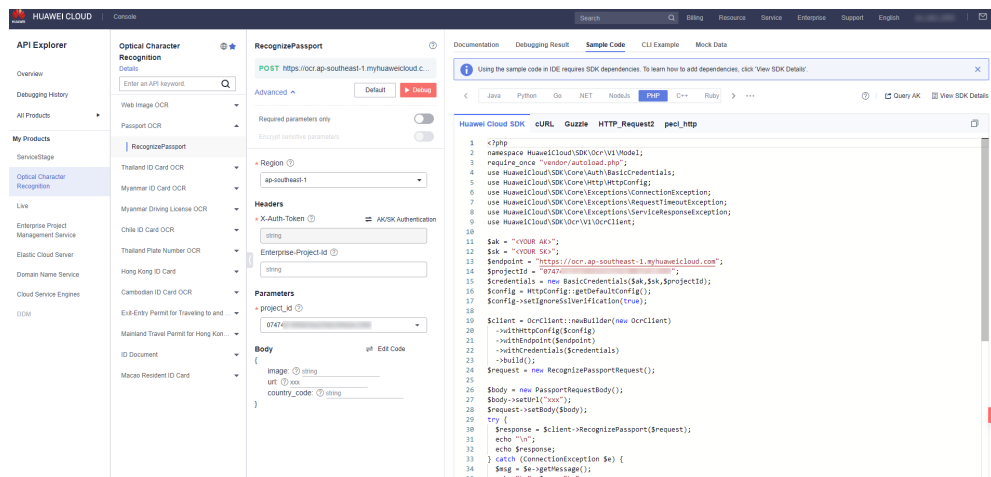 HUAWEI
HUAWEI CLOUD
Console
Search
Billing
Resource
Service
Enterprise
Support
English
API Explorer
Overview
Debugging History
All Products
My Products
ServiceStage
Optical Character
Recognition
Live
Enterprise Project
Management Service
Elastic Cloud Server
Domain Name Service
Cloud Service Engines
DDM
Optical Character
Recognition
Details
Enter an API keyword.
Web Image OCR
Passport OCR
RecognizePassport
Thailand ID Card OCR
Myanmar ID Card OCR
Myanmar Driving License OCR
Chile ID Card OCR
Thailand Plate Number OCR
Hong Kong ID Card
Cambodian ID Card OCR
Exit-Entry Permit for Traveling to and ...
Mainland Travel Permit for Hong Kon...
ID Document
Macao Resident ID Card
RecognizePassport
POST https://ocr.ap-southeast-1.myhuaweicloud.c...
Advanced
Default
Debug
Required parameters only
Encrypt sensitive parameters
* Region
ap-southeast-1
Headers
* X-Auth-Token
AK/SK Authentication
string
Enterprise-Project-Id
string
Parameters
* project_id
0747
Body
Edit Code
{
image: string
url: xxx
country_code: string
}
Documentation
Debugging Result
Sample Code
CLI Example
Mock Data
Using the sample code in IDE requires SDK dependencies. To learn how to add dependencies, click 'View SDK Details'.
Java
Python
Go
NET
NodeJs
PHP
C++
Ruby
Query AK
View SDK Details
Huawei Cloud SDK
cURL
Guzzle
HTTP_Request2
pecl_http
1 <?php
2 namespace HuaweiCloud\SDK\Ocr\V1\Model;
3 require_once "vendor/autoload.php";
4 use HuaweiCloud\SDK\Core\Auth\BasicCredentials;
5 use HuaweiCloud\SDK\Core\Http\HttpConfig;
6 use HuaweiCloud\SDK\Core\Exceptions\ConnectionException;
7 use HuaweiCloud\SDK\Core\Exceptions\RequestTimeoutException;
8 use HuaweiCloud\SDK\Core\Exceptions\ServiceResponseException;
9 use HuaweiCloud\SDK\Ocr\V1\OcrClient;
10
11 $ak = "<YOUR AK>";
12 $sk = "<YOUR SK>";
13 $endpoint = "https://ocr.ap-southeast-1.myhuaweicloud.com";
14 $projectId = "0747 ";
15 $credentials = new BasicCredentials($ak,$sk,$projectId);
16 $config = HttpConfig::getDefaultConfig();
17 $config->setIgnoreSslVerification(true);
18
19 $client = OcrClient::newBuilder(new OcrClient)
20 ->withHttpConfig($config)
21 ->withEndpoint($endpoint)
22 ->withCredentials($credentials)
23 ->build();
24 $request = new RecognizePassportRequest();
25
26 $body = new PassportRequestBody();
27 $body->setUrl("xxx");
28 $request->setBody($body);
29 try {
30 $response = $client->RecognizePassport($request);
31 echo "\n";
32 echo $response;
33 } catch (ConnectionException $e) {
34 $msg = $e->getMessage();